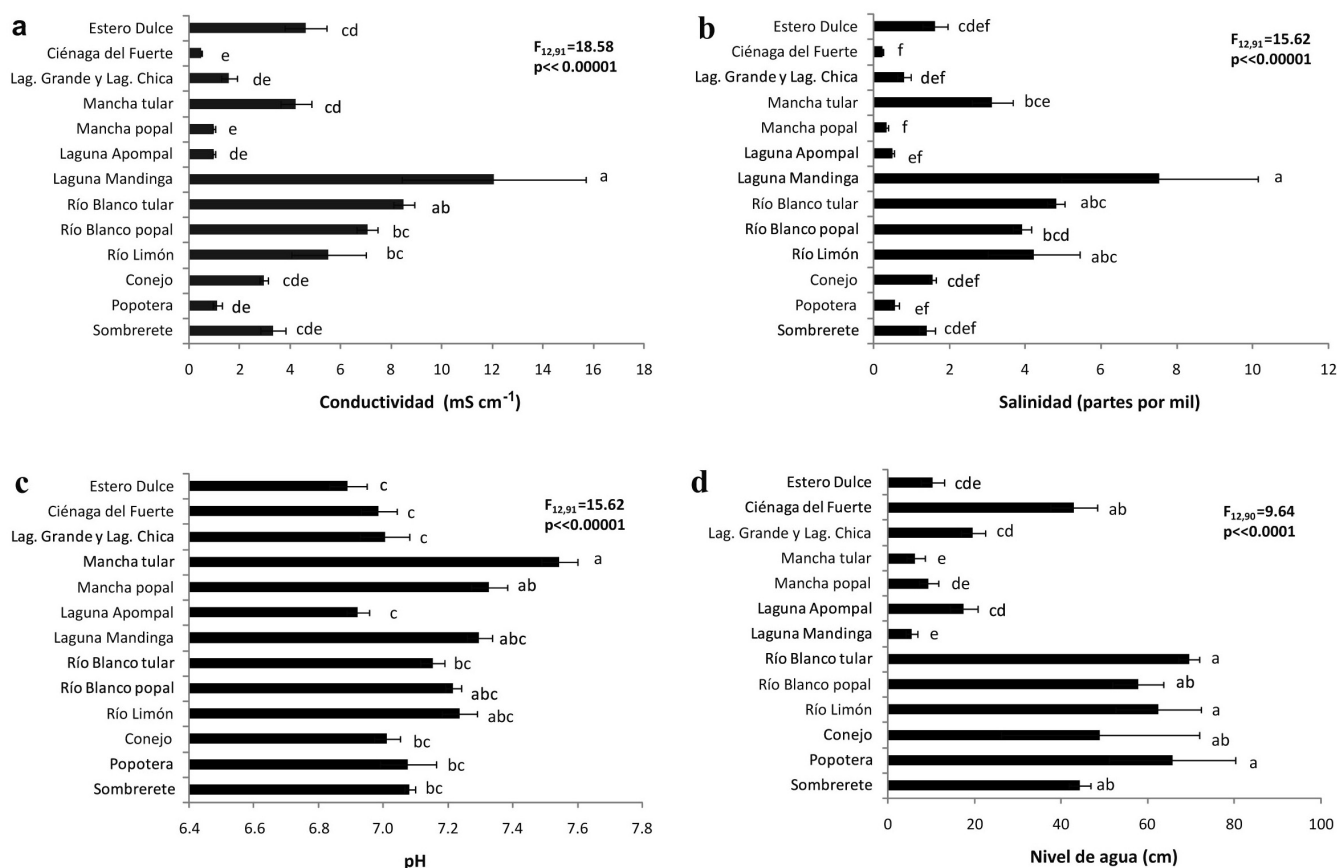 a
Estero Dulce cd
Ciénaga del Fuerte e
Lag. Grande y Lag. Chica de
Mancha tular cd
Mancha popal e
Laguna Apompal de
Laguna Mandinga a
Río Blanco tular ab
Río Blanco popal bc
Río Limón bc
Conejo cde
Popotera de
Sombrerete cde
F12,91=18.58
p<< 0.00001
0 2 4 6 8 10 12 14 16 18
Conductividad (mS cm-1)
b
Estero Dulce cdef
Ciénaga del Fuerte f
Lag. Grande y Lag. Chica def
Mancha tular bce
Mancha popal f
Laguna Apompal ef
Laguna Mandinga a
Río Blanco tular abc
Río Blanco popal bcd
Río Limón abc
Conejo cdef
Popotera ef
Sombrerete cdef
F12,91=15.62
p<<0.00001
0 2 4 6 8 10 12
Salinidad (partes por mil)
c
Estero Dulce c
Ciénaga del Fuerte c
Lag. Grande y Lag. Chica c
Mancha tular a
Mancha popal ab
Laguna Apompal c
Laguna Mandinga abc
Río Blanco tular bc
Río Blanco popal abc
Río Limón abc
Conejo bc
Popotera bc
Sombrerete bc
F12,91=15.62
p<<0.00001
6.4 6.6 6.8 7.0 7.2 7.4 7.6 7.8
pH
d
Estero Dulce cde
Ciénaga del Fuerte ab
Lag. Grande y Lag. Chica cd
Mancha tular e
Mancha popal de
Laguna Apompal cd
Laguna Mandinga e
Río Blanco tular a
Río Blanco popal ab
Río Limón a
Conejo ab
Popotera a
Sombrerete ab
F12,90=9.64
p<<0.0001
0 20 40 60 80 100
Nivel de agua (cm)